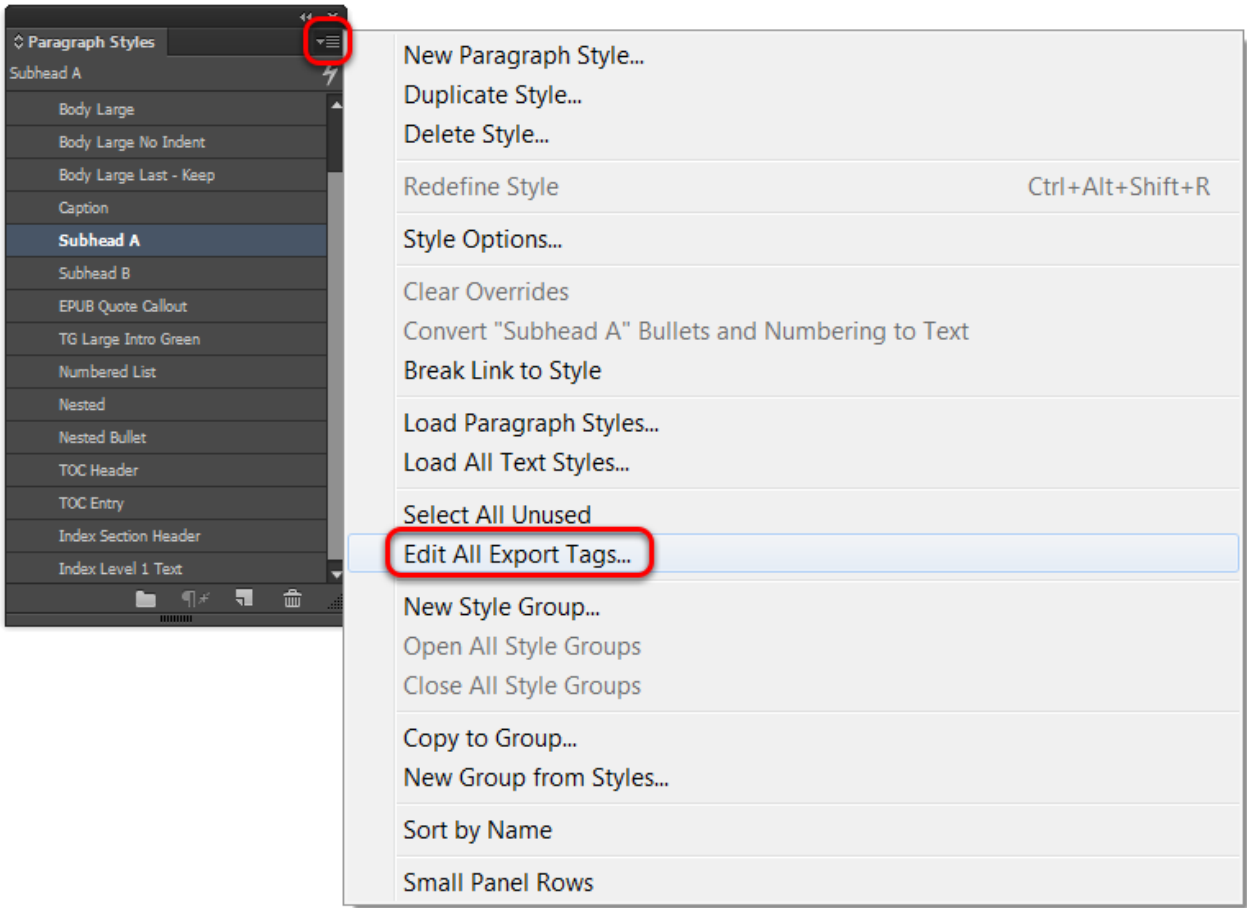 Paragraph Styles
Subhead A
Body Large
Body Large No Indent
Body Large Last - Keep
Caption
Subhead A
Subhead B
EPUB Quote Callout
TG Large Intro Green
Numbered List
Nested
Nested Bullet
TOC Header
TOC Entry
Index Section Header
Index Level 1 Text
New Paragraph Style...
Duplicate Style...
Delete Style...
Redefine Style Ctrl+Alt+Shift+R
Style Options...
Clear Overrides
Convert "Subhead A" Bullets and Numbering to Text
Break Link to Style
Load Paragraph Styles...
Load All Text Styles...
Select All Unused
Edit All Export Tags...
New Style Group...
Open All Style Groups
Close All Style Groups
Copy to Group...
New Group from Styles...
Sort by Name
Small Panel Rows